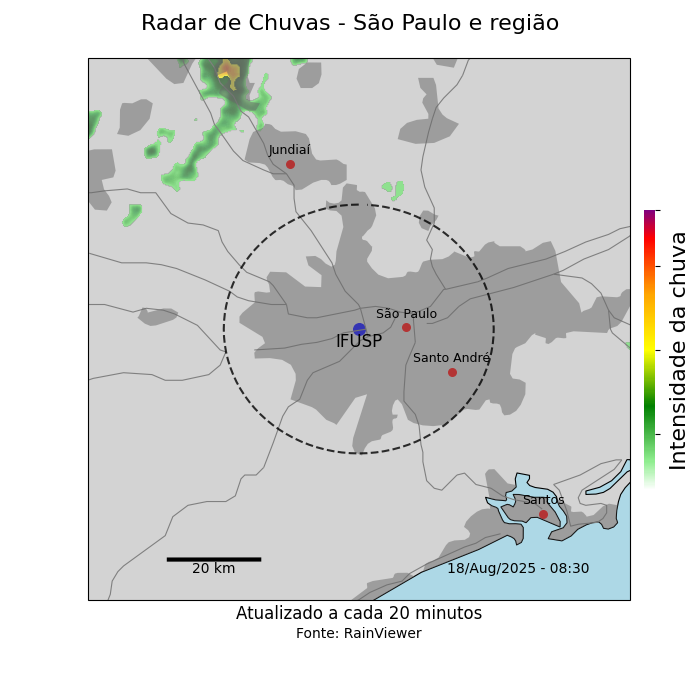 Radar de Chuvas - São Paulo e região
Jundiaí
São Paulo
IFUSP
Santo André
Santos
20 km
18/Aug/2025 - 08:30
Intensidade da chuva
Atualizado a cada 20 minutos
Fonte: RainViewer